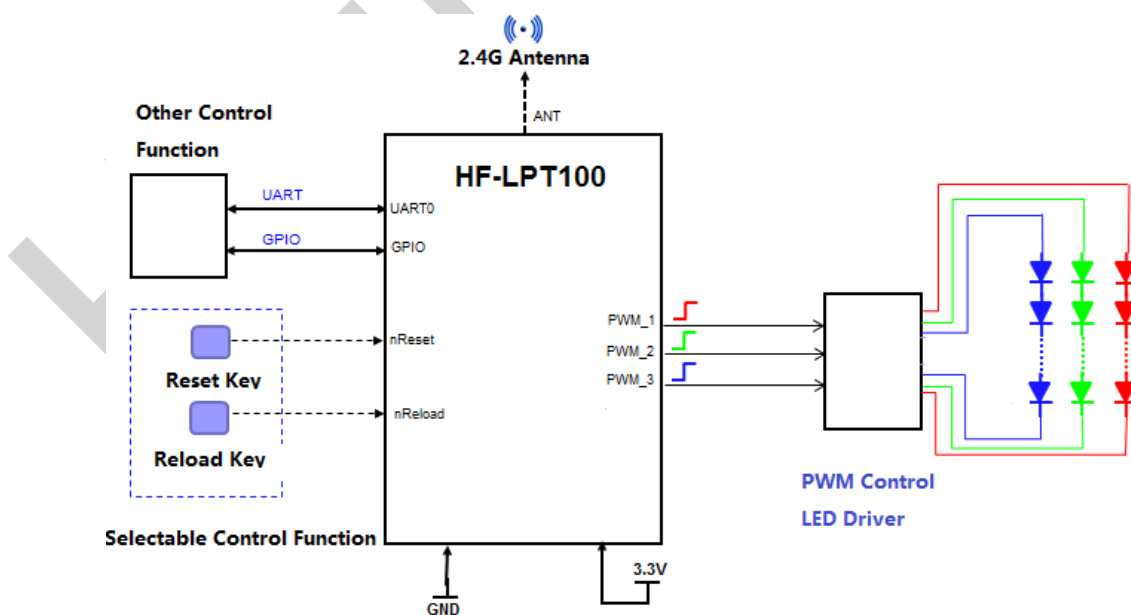 2.4G Antenna
ANT
Other Control
Function
HF-LPT100
UART
UART0
GPIO
GPIO
PWM_1
nReset
PWM_2
Reset Key
PWM_3
nReload
Reload Key
PWM Control
LED Driver
Selectable Control Function
3.3V
GND